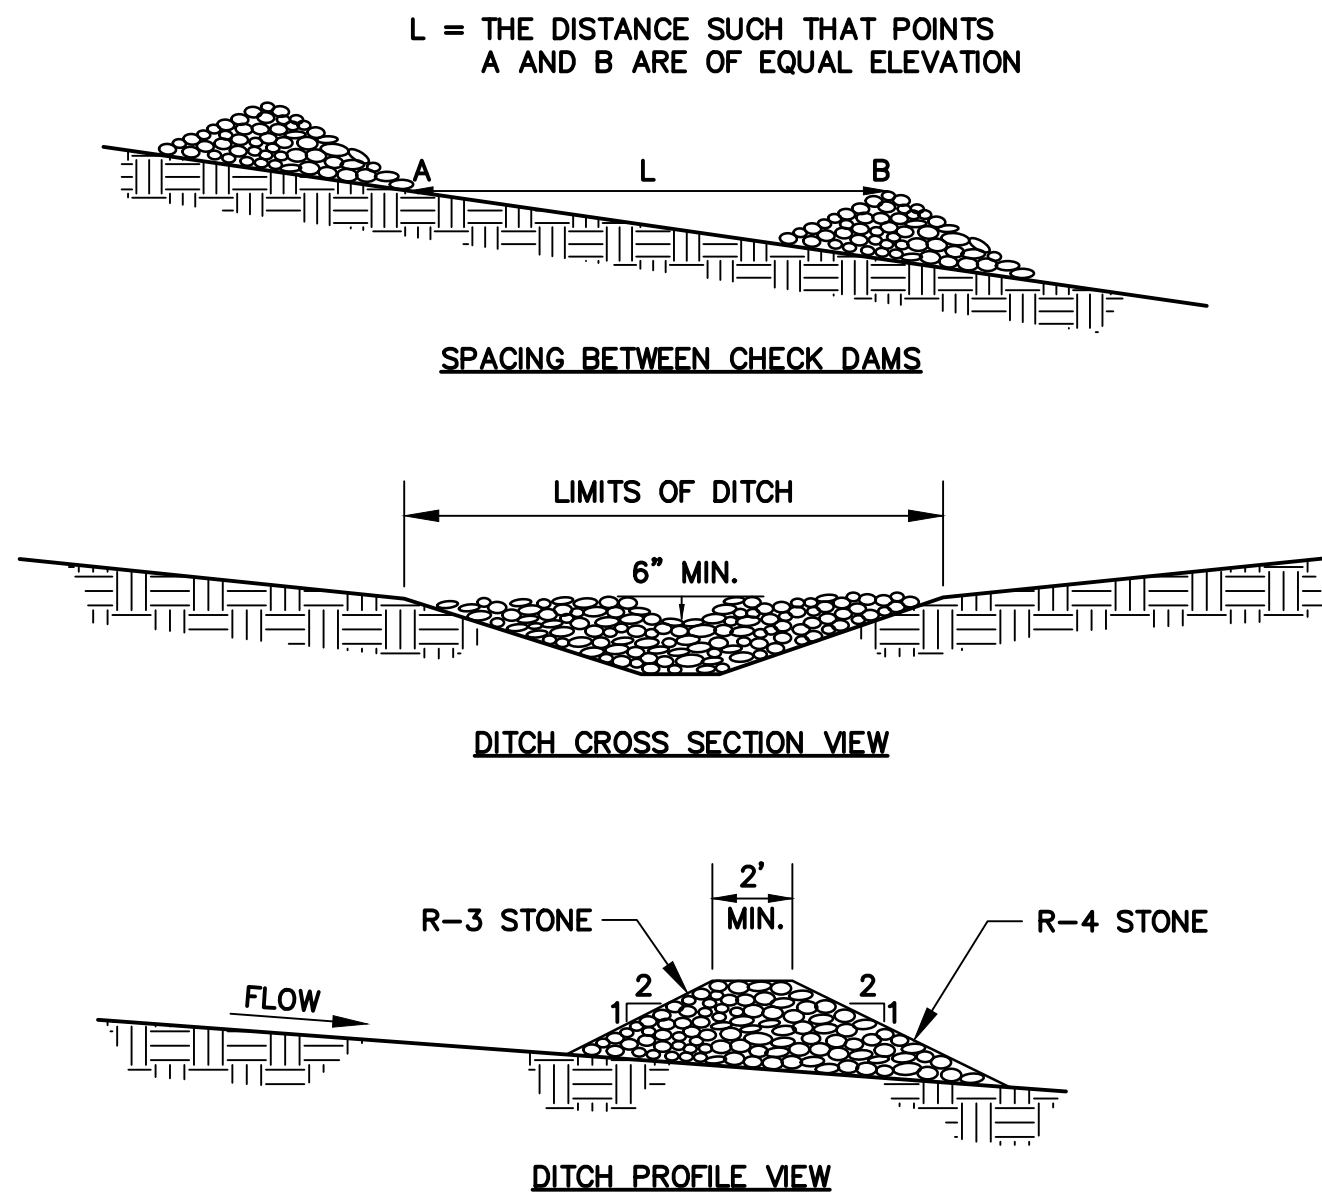 L = THE DISTANCE SUCH THAT POINTS
A AND B ARE OF EQUAL ELEVATION
A L B
SPACING BETWEEN CHECK DAMS
LIMITS OF DITCH
6" MIN.
DITCH CROSS SECTION VIEW
2'
MIN.
R-3 STONE
R-4 STONE
FLOW
2
1
2
1
DITCH PROFILE VIEW